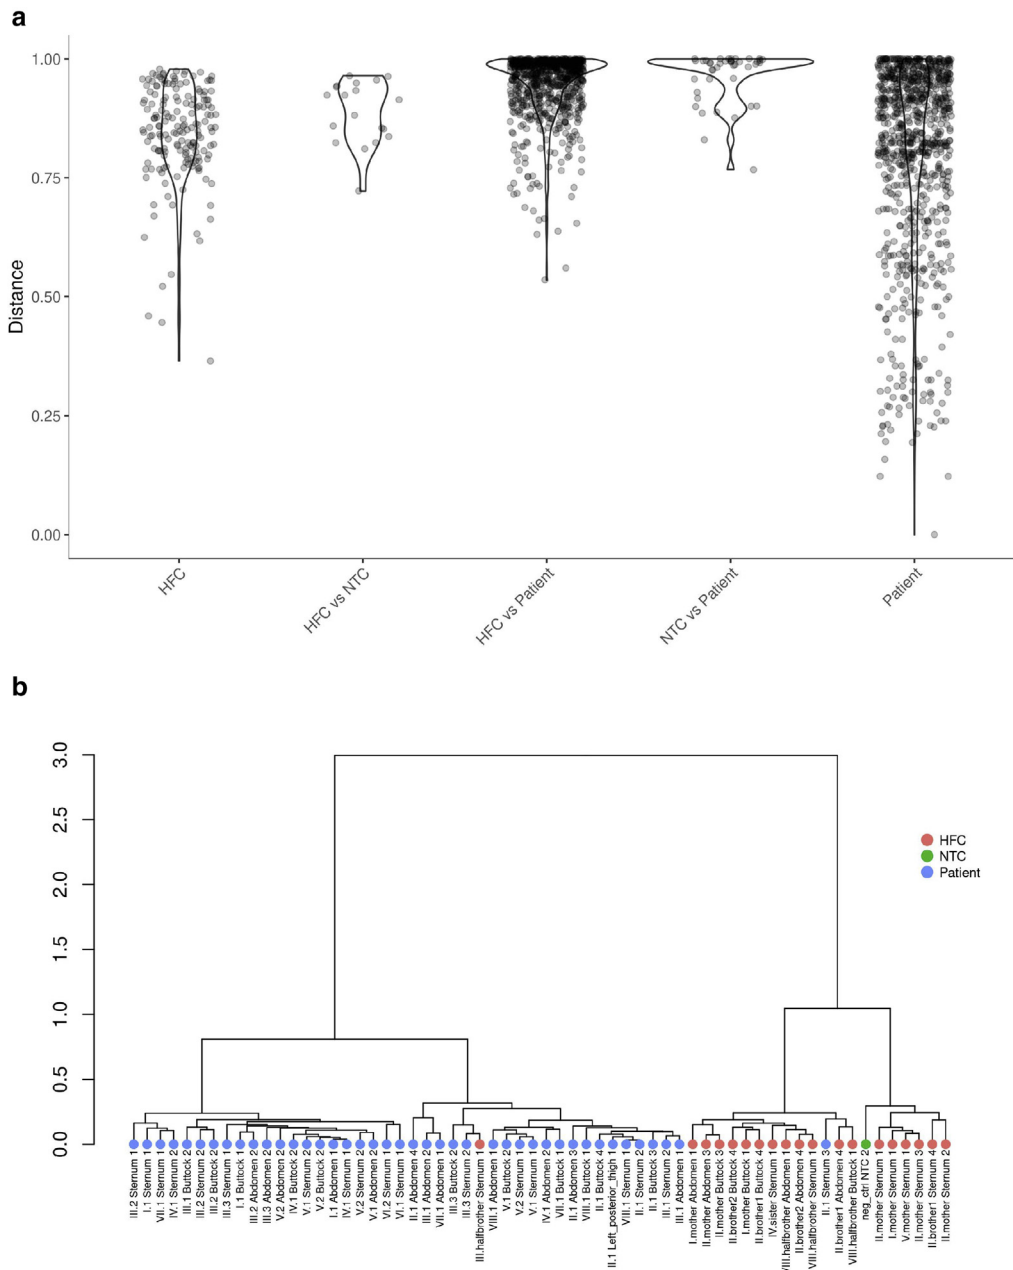 a
1.00
0.75
0.50
0.25
0.00
Distance
HFC
HFC vs NTC
HFC vs Patient
NTC vs Patient
Patient
b
3.0
2.5
2.0
1.5
1.0
0.5
0.0
HFC
NTC
Patient
III.2 Sternum 1
I.1 Sternum 1
VII.1 Sternum 1
IV.1 Sternum 2
III.1 Buttock 2
III.2 Sternum 2
III.2 Buttock 2
III.3 Sternum 1
I.1 Buttock 1
III.2 Abdomen 2
III.3 Abdomen 2
V.2 Abdomen 2
IV.1 Buttock 1
V.1 Sternum 2
V.2 Buttock 2
I.1 Abdomen 1
IV.1 Sternum 1
V.2 Sternum 2
V.1 Abdomen 2
VI.2 Sternum 1
VI.1 Sternum 1
II.1 Abdomen 4
III.1 Abdomen 2
VII.1 Abdomen 1
III.3 Buttock 2
III.3 Sternum 2
III.halfbrother Sternum 1
VIII.1 Abdomen 1
V.1 Buttock 2
V.2 Sternum 1
V.1 Sternum 1
IV.1 Abdomen 2
VII.1 Buttock 1
II.1 Abdomen 3
VIII.1 Buttock 1
II.1 Buttock 4
II.1 Left_posterior_thigh 1
VIII.1 Sternum 1
II.1 Sternum 2
II.1 Buttock 3
III.1 Sternum 1
III.1 Abdomen 1
I.mother Abdomen 1
II.mother Abdomen 3
II.mother Buttock 3
II.brother2 Buttock 4
I.mother Buttock 1
II.brother1 Buttock 4
IV.sister Sternum 1
VIII.halfbrother Abdomen 1
II.brother2 Abdomen 4
VIII.halfbrother Sternum 1
II.1 Sternum 3
II.brother1 Abdomen 4
VIII.halfbrother Buttock 1
neg_ctrl NTC 2
II.mother Sternum 1
I.mother Sternum 1
V.mother Sternum 1
II.mother Sternum 3
II.brother1 Sternum 4
II.mother Sternum 2